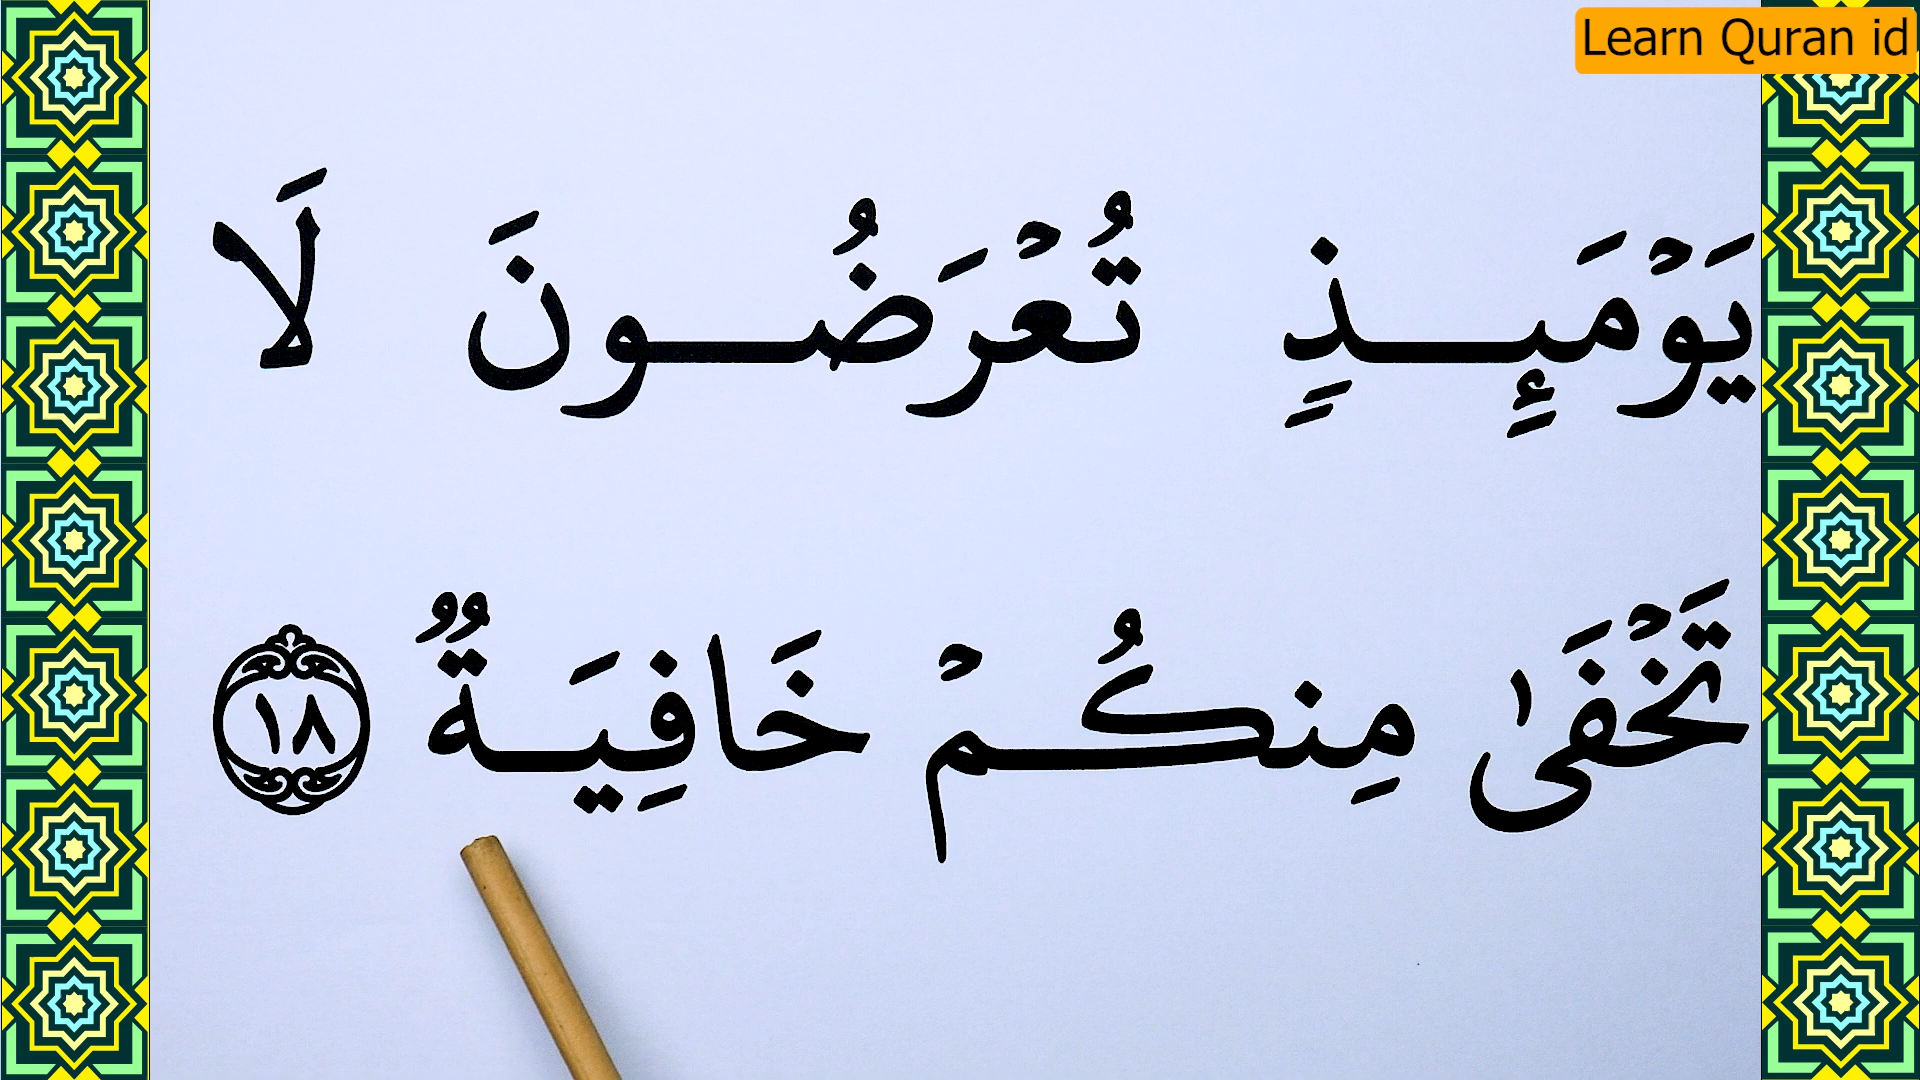 Learn Quran id
يَوْمَئِذٍ تُعْرَضُونَ لَا
تَخْفَىٰ مِنكُمْ خَافِيَةٌ ١٨